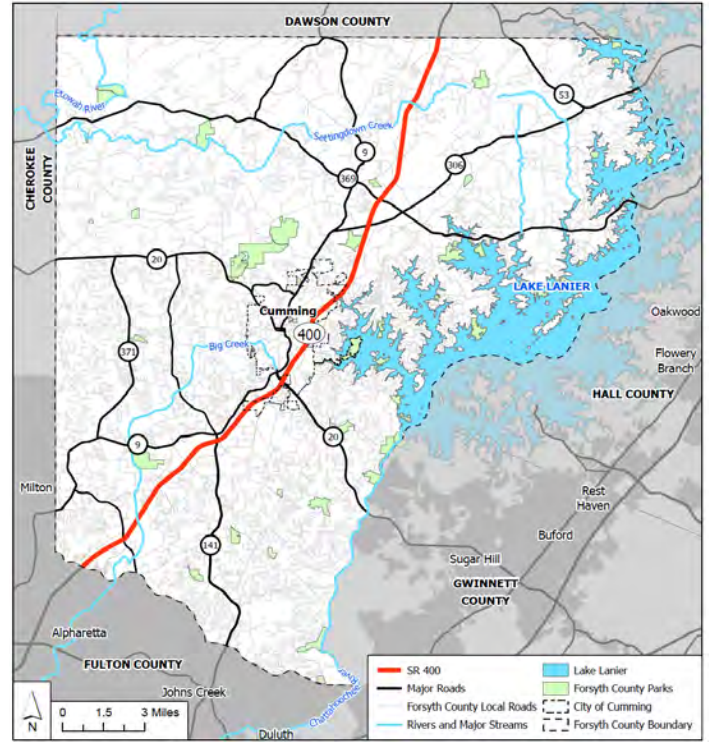 DAWSON COUNTY
53
Etowah River
Settingdown Creek
9
306
369
CHEROKEE
COUNTY
20
LAKE LANIER
Cumming
400
Oakwood
Big Creek
371
Flowery
Branch
HALL COUNTY
20
9
Milton
Rest
Haven
Buford
141
Sugar Hill
GWINNETT
COUNTY
Alpharetta
FULTON COUNTY
Chattahoochee River
Johns Creek
Duluth
N
0 1.5 3 Miles
SR 400
Major Roads
Forsyth County Local Roads
Rivers and Major Streams
Lake Lanier
Forsyth County Parks
City of Cumming
Forsyth County Boundary